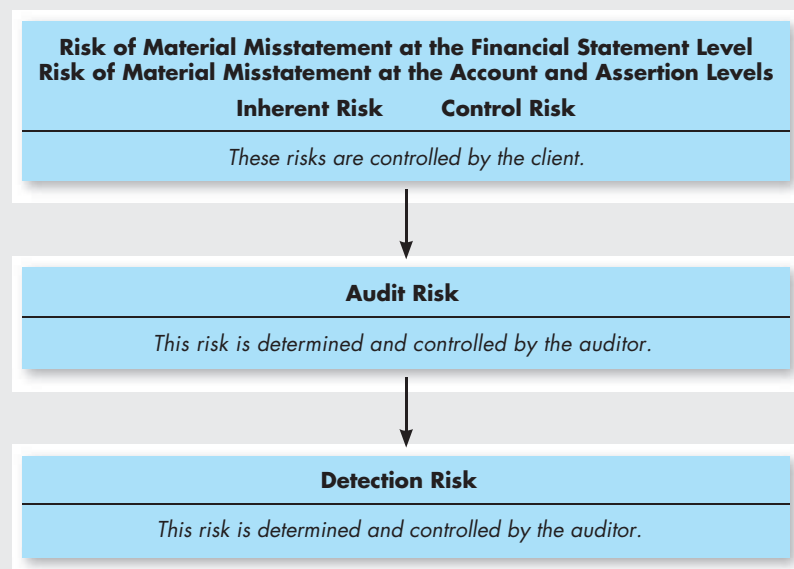 Risk of Material Misstatement at the Financial Statement Level
Risk of Material Misstatement at the Account and Assertion Levels
Inherent Risk Control Risk
These risks are controlled by the client.
Audit Risk
This risk is determined and controlled by the auditor.
Detection Risk
This risk is determined and controlled by the auditor.